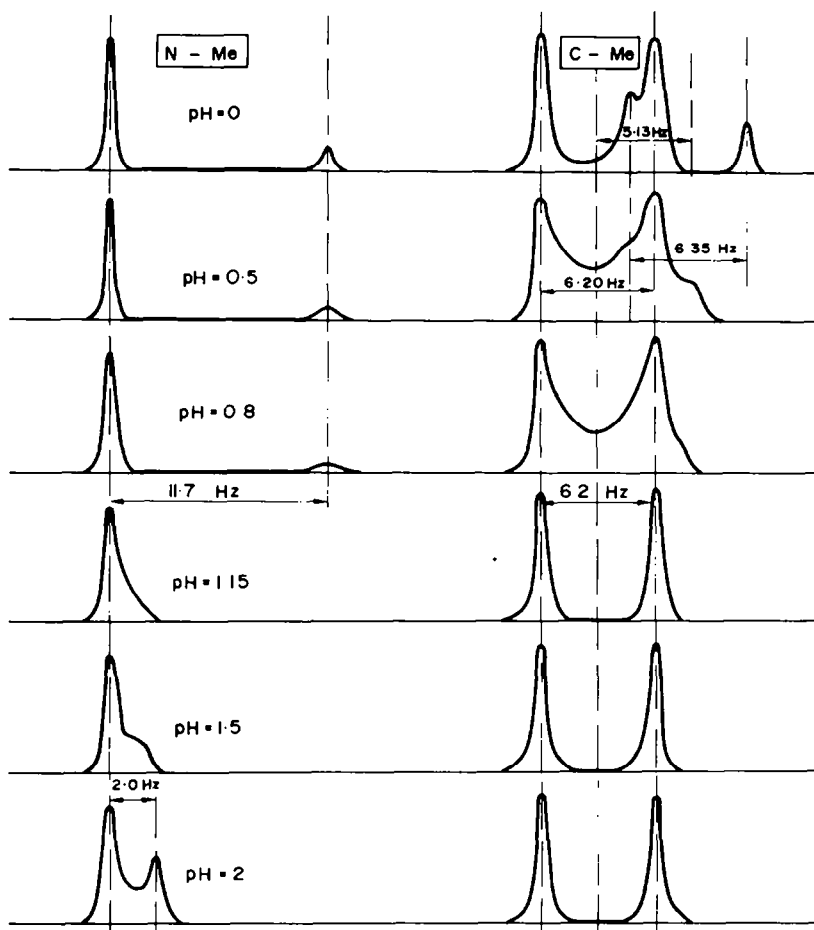 N - Me
C - Me
pH = 0
5·13 Hz
pH = 0·5
6·35 Hz
6·20 Hz
pH = 0 8
11·7 Hz
6 2 Hz
pH = 1 15
pH = 1·5
2·0 Hz
pH = 2